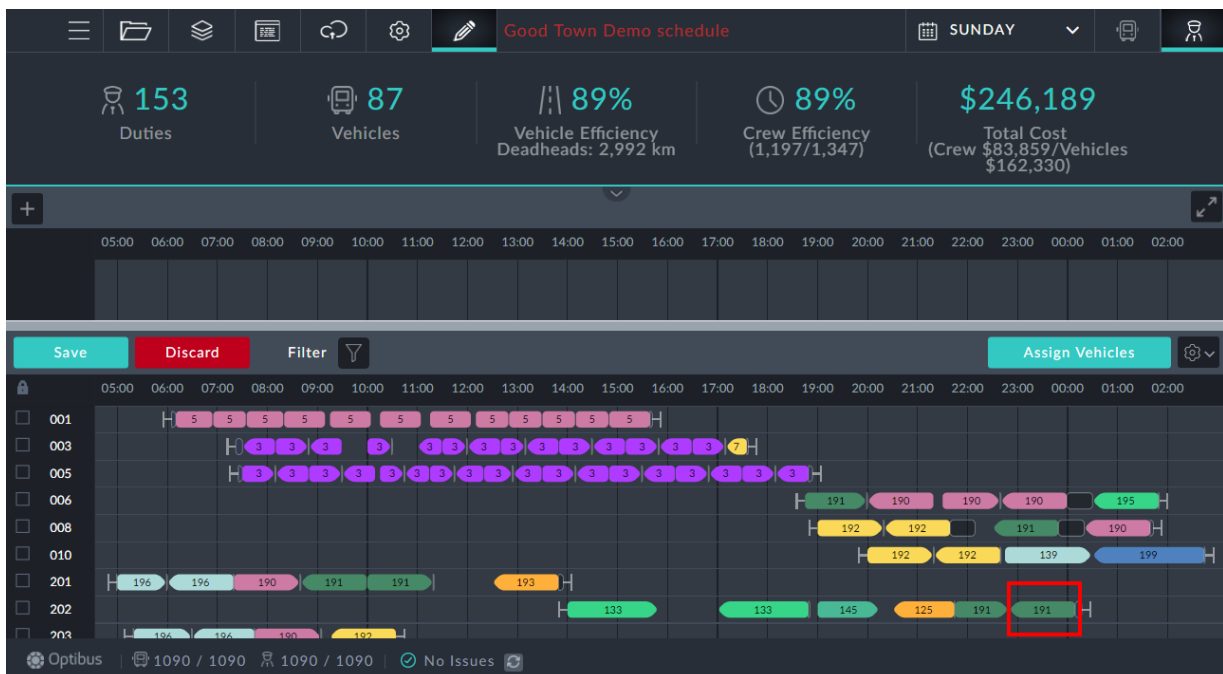 Good Town Demo schedule
SUNDAY
153
Duties
87
Vehicles
89%
Vehicle Efficiency
Deadheads: 2,992 km
89%
Crew Efficiency
(1,197/1,347)
$246,189
Total Cost
(Crew $83,859/Vehicles
$162,330)
05:00 06:00 07:00 08:00 09:00 10:00 11:00 12:00 13:00 14:00 15:00 16:00 17:00 18:00 19:00 20:00 21:00 22:00 23:00 00:00 01:00 02:00
Save Discard Filter Assign Vehicles
05:00 06:00 07:00 08:00 09:00 10:00 11:00 12:00 13:00 14:00 15:00 16:00 17:00 18:00 19:00 20:00 21:00 22:00 23:00 00:00 01:00 02:00
001 5 5 5 5 5 5 5 5 5 5 5 5
003 3 3 3 3 3 3 3 3 3 3 3 3 3 3 7
005 3 3 3 3 3 3 3 3 3 3 3 3 3 3 3 3
006 191 190 190 190 195
008 192 192 191 190
010 192 192 139 199
201 196 196 190 191 191 193
202 133 133 145 125 191 191
203 196 196 190 192
Optibus 1090 / 1090 1090 / 1090 No Issues